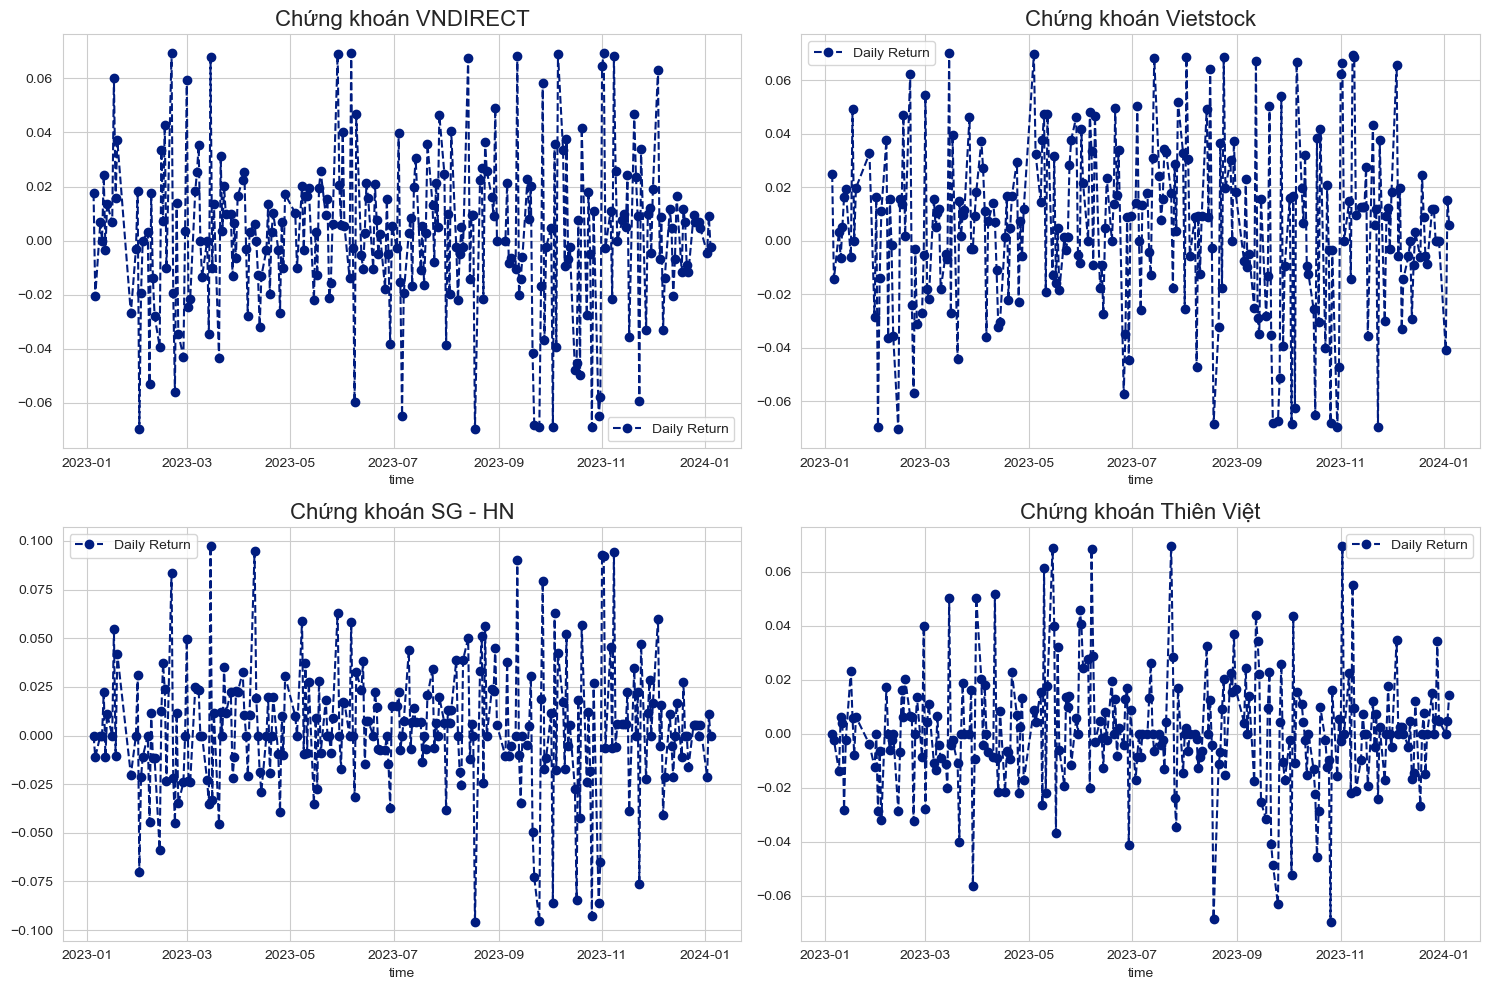 Chứng khoán VNDIRECT
0.06
0.04
0.02
0.00
−0.02
−0.04
−0.06
Daily Return
2023-01 2023-03 2023-05 2023-07 2023-09 2023-11 2024-01
time
Chứng khoán Vietstock
Daily Return
0.06
0.04
0.02
0.00
−0.02
−0.04
−0.06
2023-01 2023-03 2023-05 2023-07 2023-09 2023-11 2024-01
time
Chứng khoán SG - HN
Daily Return
0.100
0.075
0.050
0.025
0.000
−0.025
−0.050
−0.075
−0.100
2023-01 2023-03 2023-05 2023-07 2023-09 2023-11 2024-01
time
Chứng khoán Thiên Việt
Daily Return
0.06
0.04
0.02
0.00
−0.02
−0.04
−0.06
2023-01 2023-03 2023-05 2023-07 2023-09 2023-11 2024-01
time